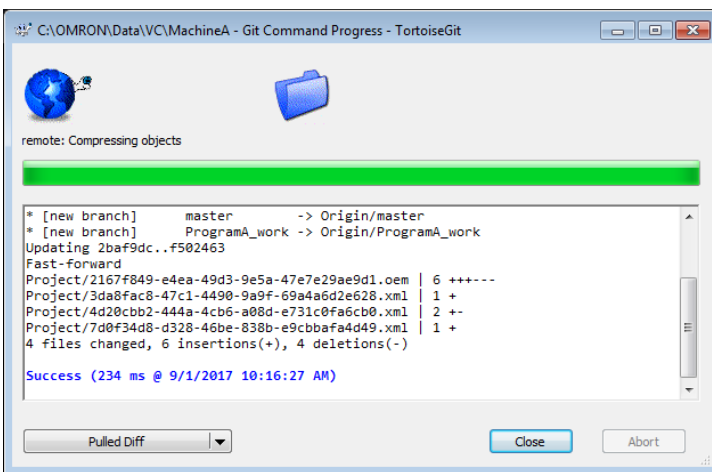 C:\OMRON\Data\VC\MachineA - Git Command Progress - TortoiseGit
remote: Compressing objects
* [new branch]      master            -> Origin/master
* [new branch]      ProgramA_work -> Origin/ProgramA_work
Updating 2baf9dc..f502463
Fast-forward
Project/2167f849-e4ea-49d3-9e5a-47e7e29ae9d1.oem | 6 +++---
Project/3da8fac8-47c1-4490-9a9f-69a4a6d2e628.xml | 1 +
Project/4d20cbb2-444a-4cb6-a08d-e731c0fa6cb0.xml | 2 +-
Project/7d0f34d8-d328-46be-838b-e9cbbafa4d49.xml | 1 +
4 files changed, 6 insertions(+), 4 deletions(-)
Success (234 ms @ 9/1/2017 10:16:27 AM)
Pulled Diff
Close
Abort